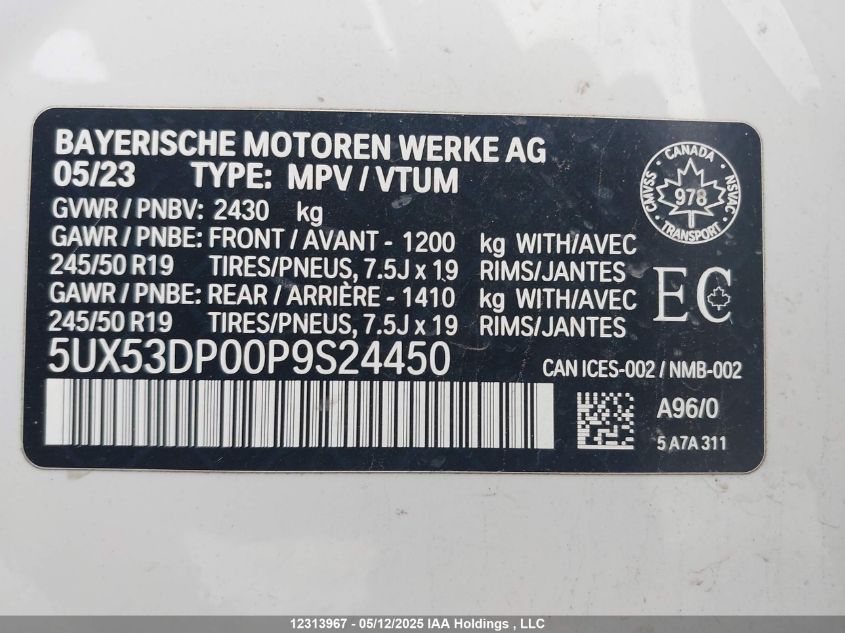 BAYERISCHE MOTOREN WERKE AG
05/23 TYPE: MPV / VTUM
GVWR / PNBV: 2430 kg
GAWR / PNBE: FRONT / AVANT - 1200 kg WITH/AVEC
245/50 R19 TIRES/PNEUS, 7.5J x 19 RIMS/JANTES
GAWR / PNBE: REAR / ARRIÈRE - 1410 kg WITH/AVEC
245/50 R19 TIRES/PNEUS, 7.5J x 19 RIMS/JANTES
CANADA
CMVSS
NSVAC
978
TRANSPORT
EC
5UX53DP00P9S24450
CAN ICES-002 / NMB-002
A96/0
5 A7A 311
12313967 - 05/12/2025 IAA Holdings , LLC